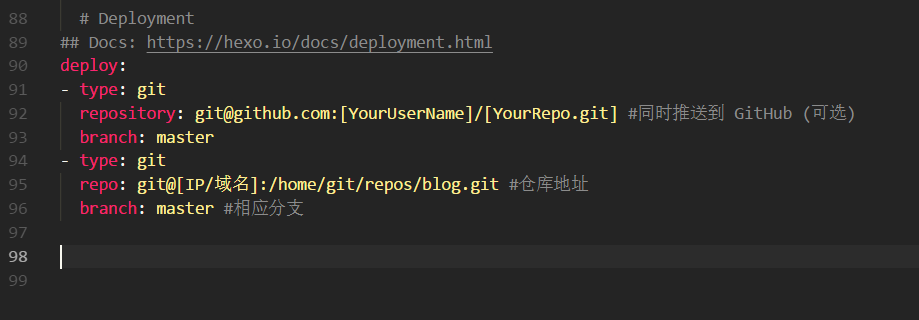 88 # Deployment
89 ## Docs: https://hexo.io/docs/deployment.html
90 deploy:
91 - type: git
92 repository: git@github.com:[YourUserName]/[YourRepo.git] #同时推送到 GitHub (可选)
93 branch: master
94 - type: git
95 repo: git@[IP/域名]:/home/git/repos/blog.git #仓库地址
96 branch: master #相应分支
97
98
99